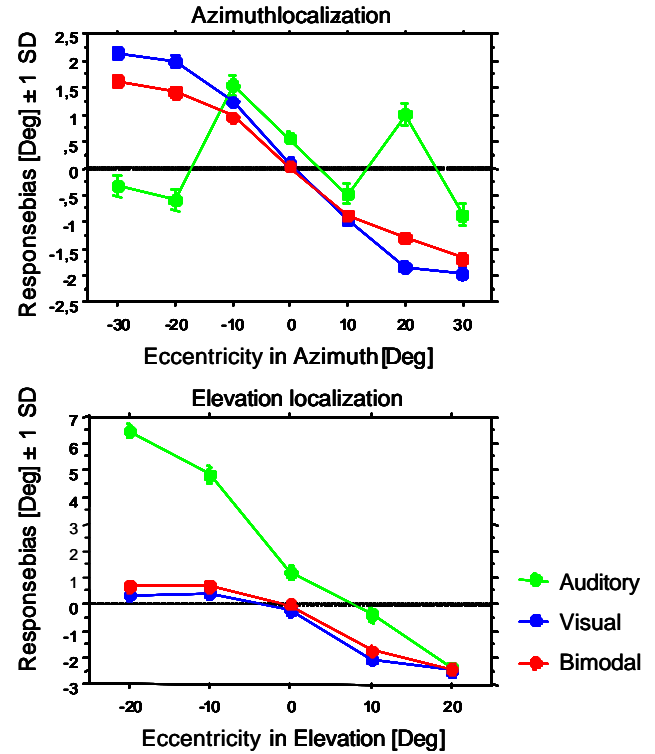 Azimuthlocalization
Responsebias [Deg] ± 1 SD
2,5
2
1,5
1
,5
0
-,5
-1
-1,5
-2
-2,5
-30 -20 -10 0 10 20 30
Eccentricity in Azimuth [Deg]
Elevation localization
Responsebias [Deg] ± 1 SD
7
6
5
4
3
2
1
0
-1
-2
-3
-20 -10 0 10 20
Eccentricity in Elevation [Deg]
Auditory
Visual
Bimodal